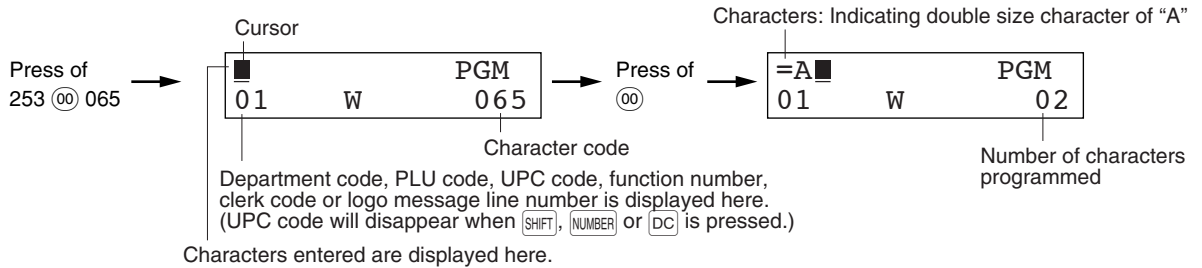 Characters: Indicating double size character of “A”
Cursor
Press of
253 00 065
PGM
01 W 065
Press of
00
=A PGM
01 W 02
Character code
Number of characters
programmed
Department code, PLU code, UPC code, function number,
clerk code or logo message line number is displayed here.
(UPC code will disappear when SHIFT, NUMBER or DC is pressed.)
Characters entered are displayed here.